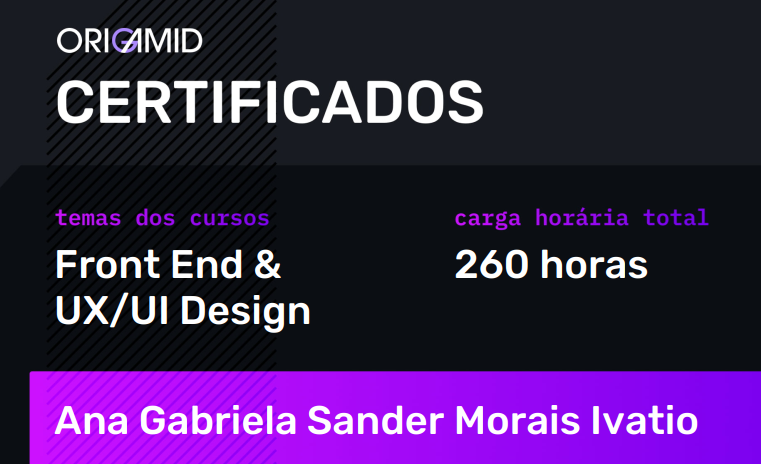 ORIGAMID
CERTIFICADOS
temas dos cursos
Front End &
UX/UI Design
carga horária total
260 horas
Ana Gabriela Sander Morais Ivatio